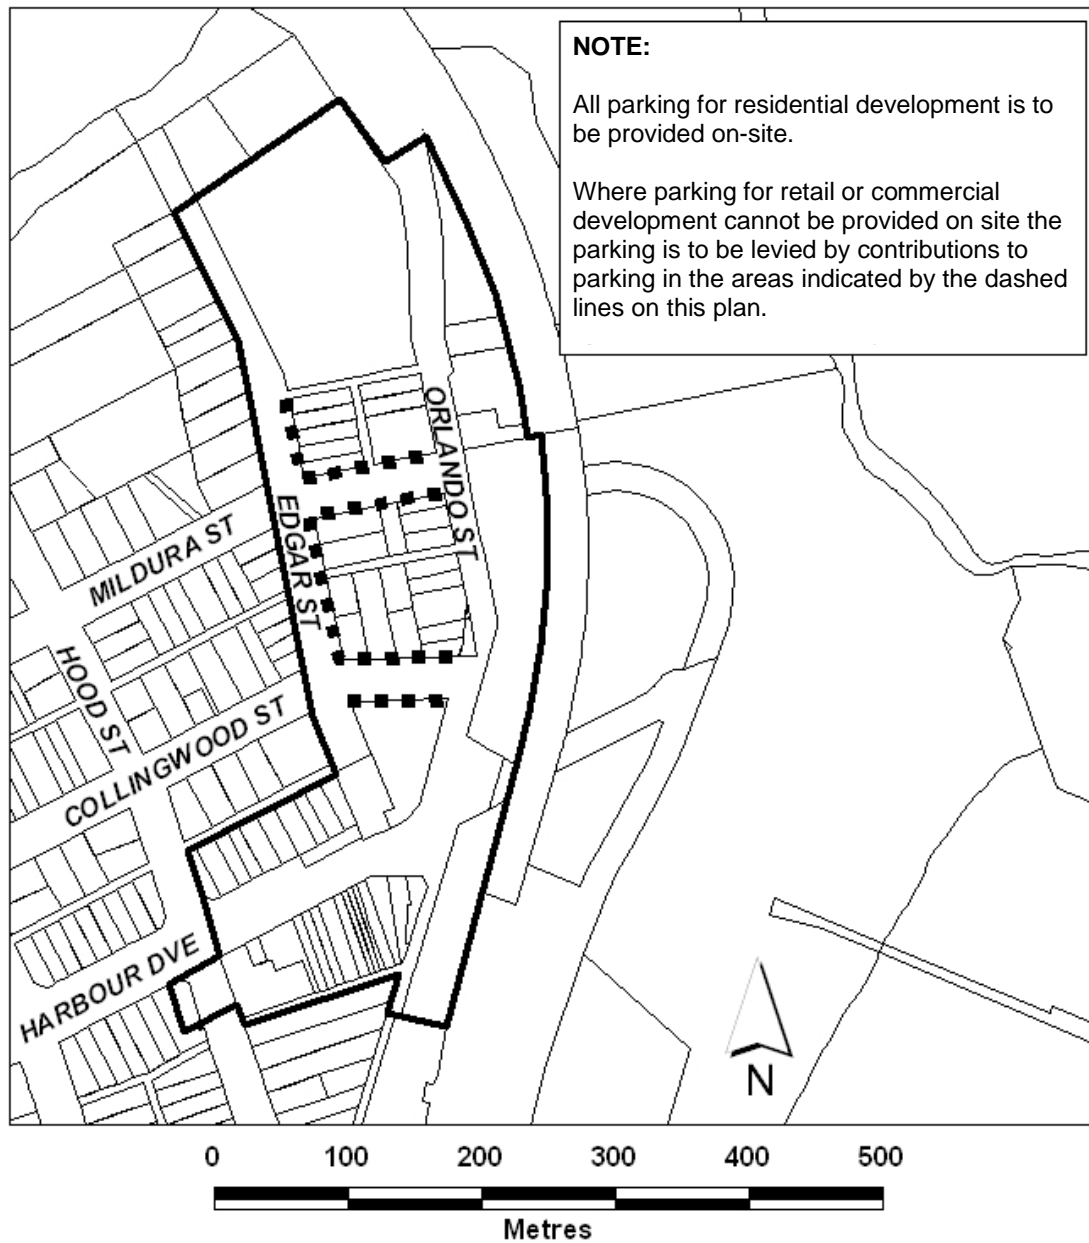 NOTE:
All parking for residential development is to
be provided on-site.
Where parking for retail or commercial
development cannot be provided on site the
parking is to be levied by contributions to
parking in the areas indicated by the dashed
lines on this plan.
ORLANDO ST
EDGAR ST
MILDURA ST
HOOD ST
COLLINGWOOD ST
HARBOUR DVE
N
0 100 200 300 400 500
Metres